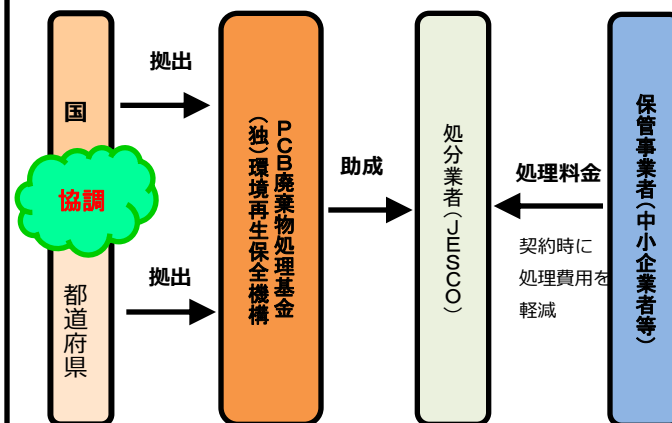 国
協調
都道府県
拠出
拠出
PCB廃棄物処理基金
(独)環境再生保全機構
助成
処分業者(JESCO)
処理料金
契約時に
処理費用を
軽減
保管事業者(中小企業者等)